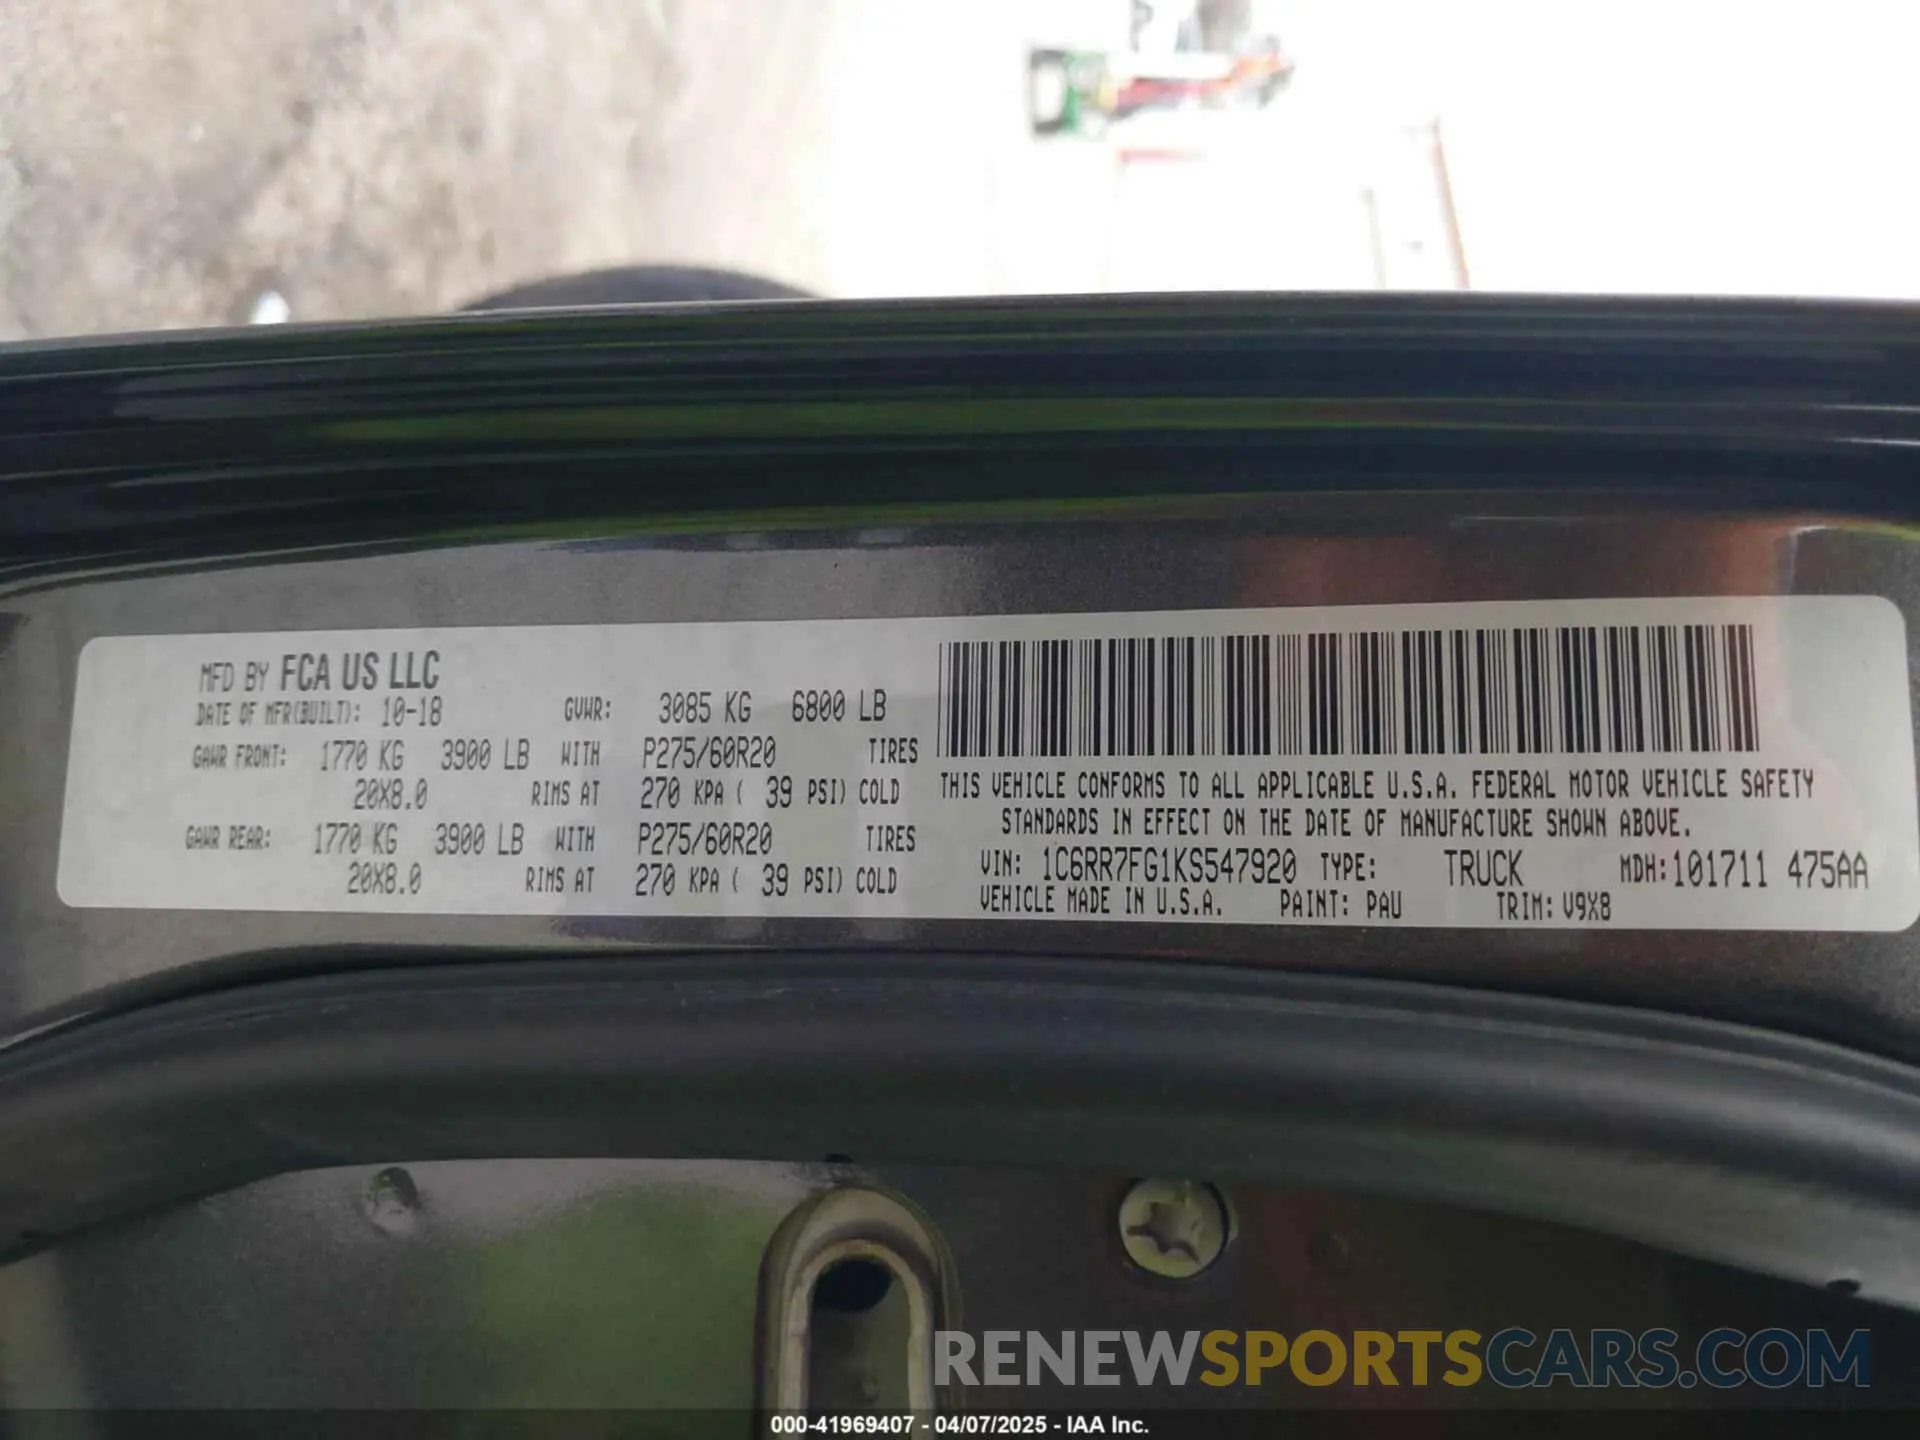 MFD BY FCA US LLC
DATE OF MFR(BUILT): 10-18 GVWR: 3085 KG 6800 LB
GAWR FRONT: 1770 KG 3900 LB WITH P275/60R20 TIRES
20X8.0 RIMS AT 270 KPA ( 39 PSI) COLD
GAWR REAR: 1770 KG 3900 LB WITH P275/60R20 TIRES
20X8.0 RIMS AT 270 KPA ( 39 PSI) COLD
THIS VEHICLE CONFORMS TO ALL APPLICABLE U.S.A. FEDERAL MOTOR VEHICLE SAFETY
STANDARDS IN EFFECT ON THE DATE OF MANUFACTURE SHOWN ABOVE.
VIN: 1C6RR7FG1KS547920 TYPE: TRUCK MDH:101711 475AA
VEHICLE MADE IN U.S.A. PAINT: PAU TRIM: V9X8
RENEWSPORTSCARS.COM
000-41969407 - 04/07/2025 - IAA Inc.